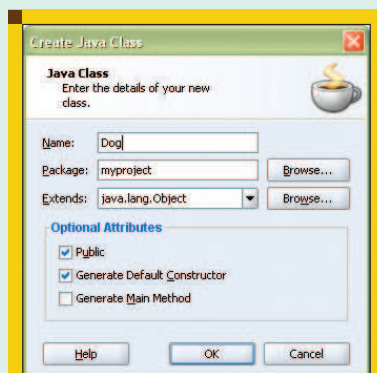 Create Java Class
Java Class
Enter the details of your new
class.
Name: Dog
Package: myproject Browse...
Extends: java.lang.Object Browse...
Optional Attributes
Public
Generate Default Constructor
Generate Main Method
Help OK Cancel